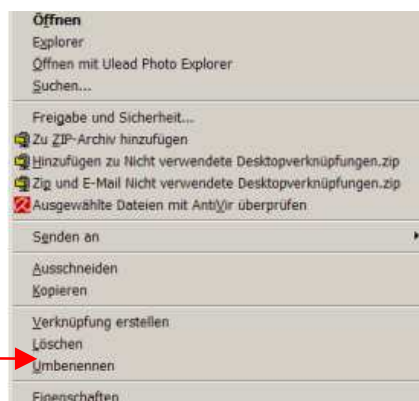 Öffnen
Explorer
Öffnen mit Ulead Photo Explorer
Suchen...
Freigabe und Sicherheit...
Zu ZIP-Archiv hinzufügen
Hinzufügen zu Nicht verwendete Desktopverknüpfungen.zip
Zip und E-Mail Nicht verwendete Desktopverknüpfungen.zip
Ausgewählte Dateien mit AntiVir überprüfen
Senden an
Ausschneiden
Kopieren
Verknüpfung erstellen
Löschen
Umbenennen
Eigenschaften